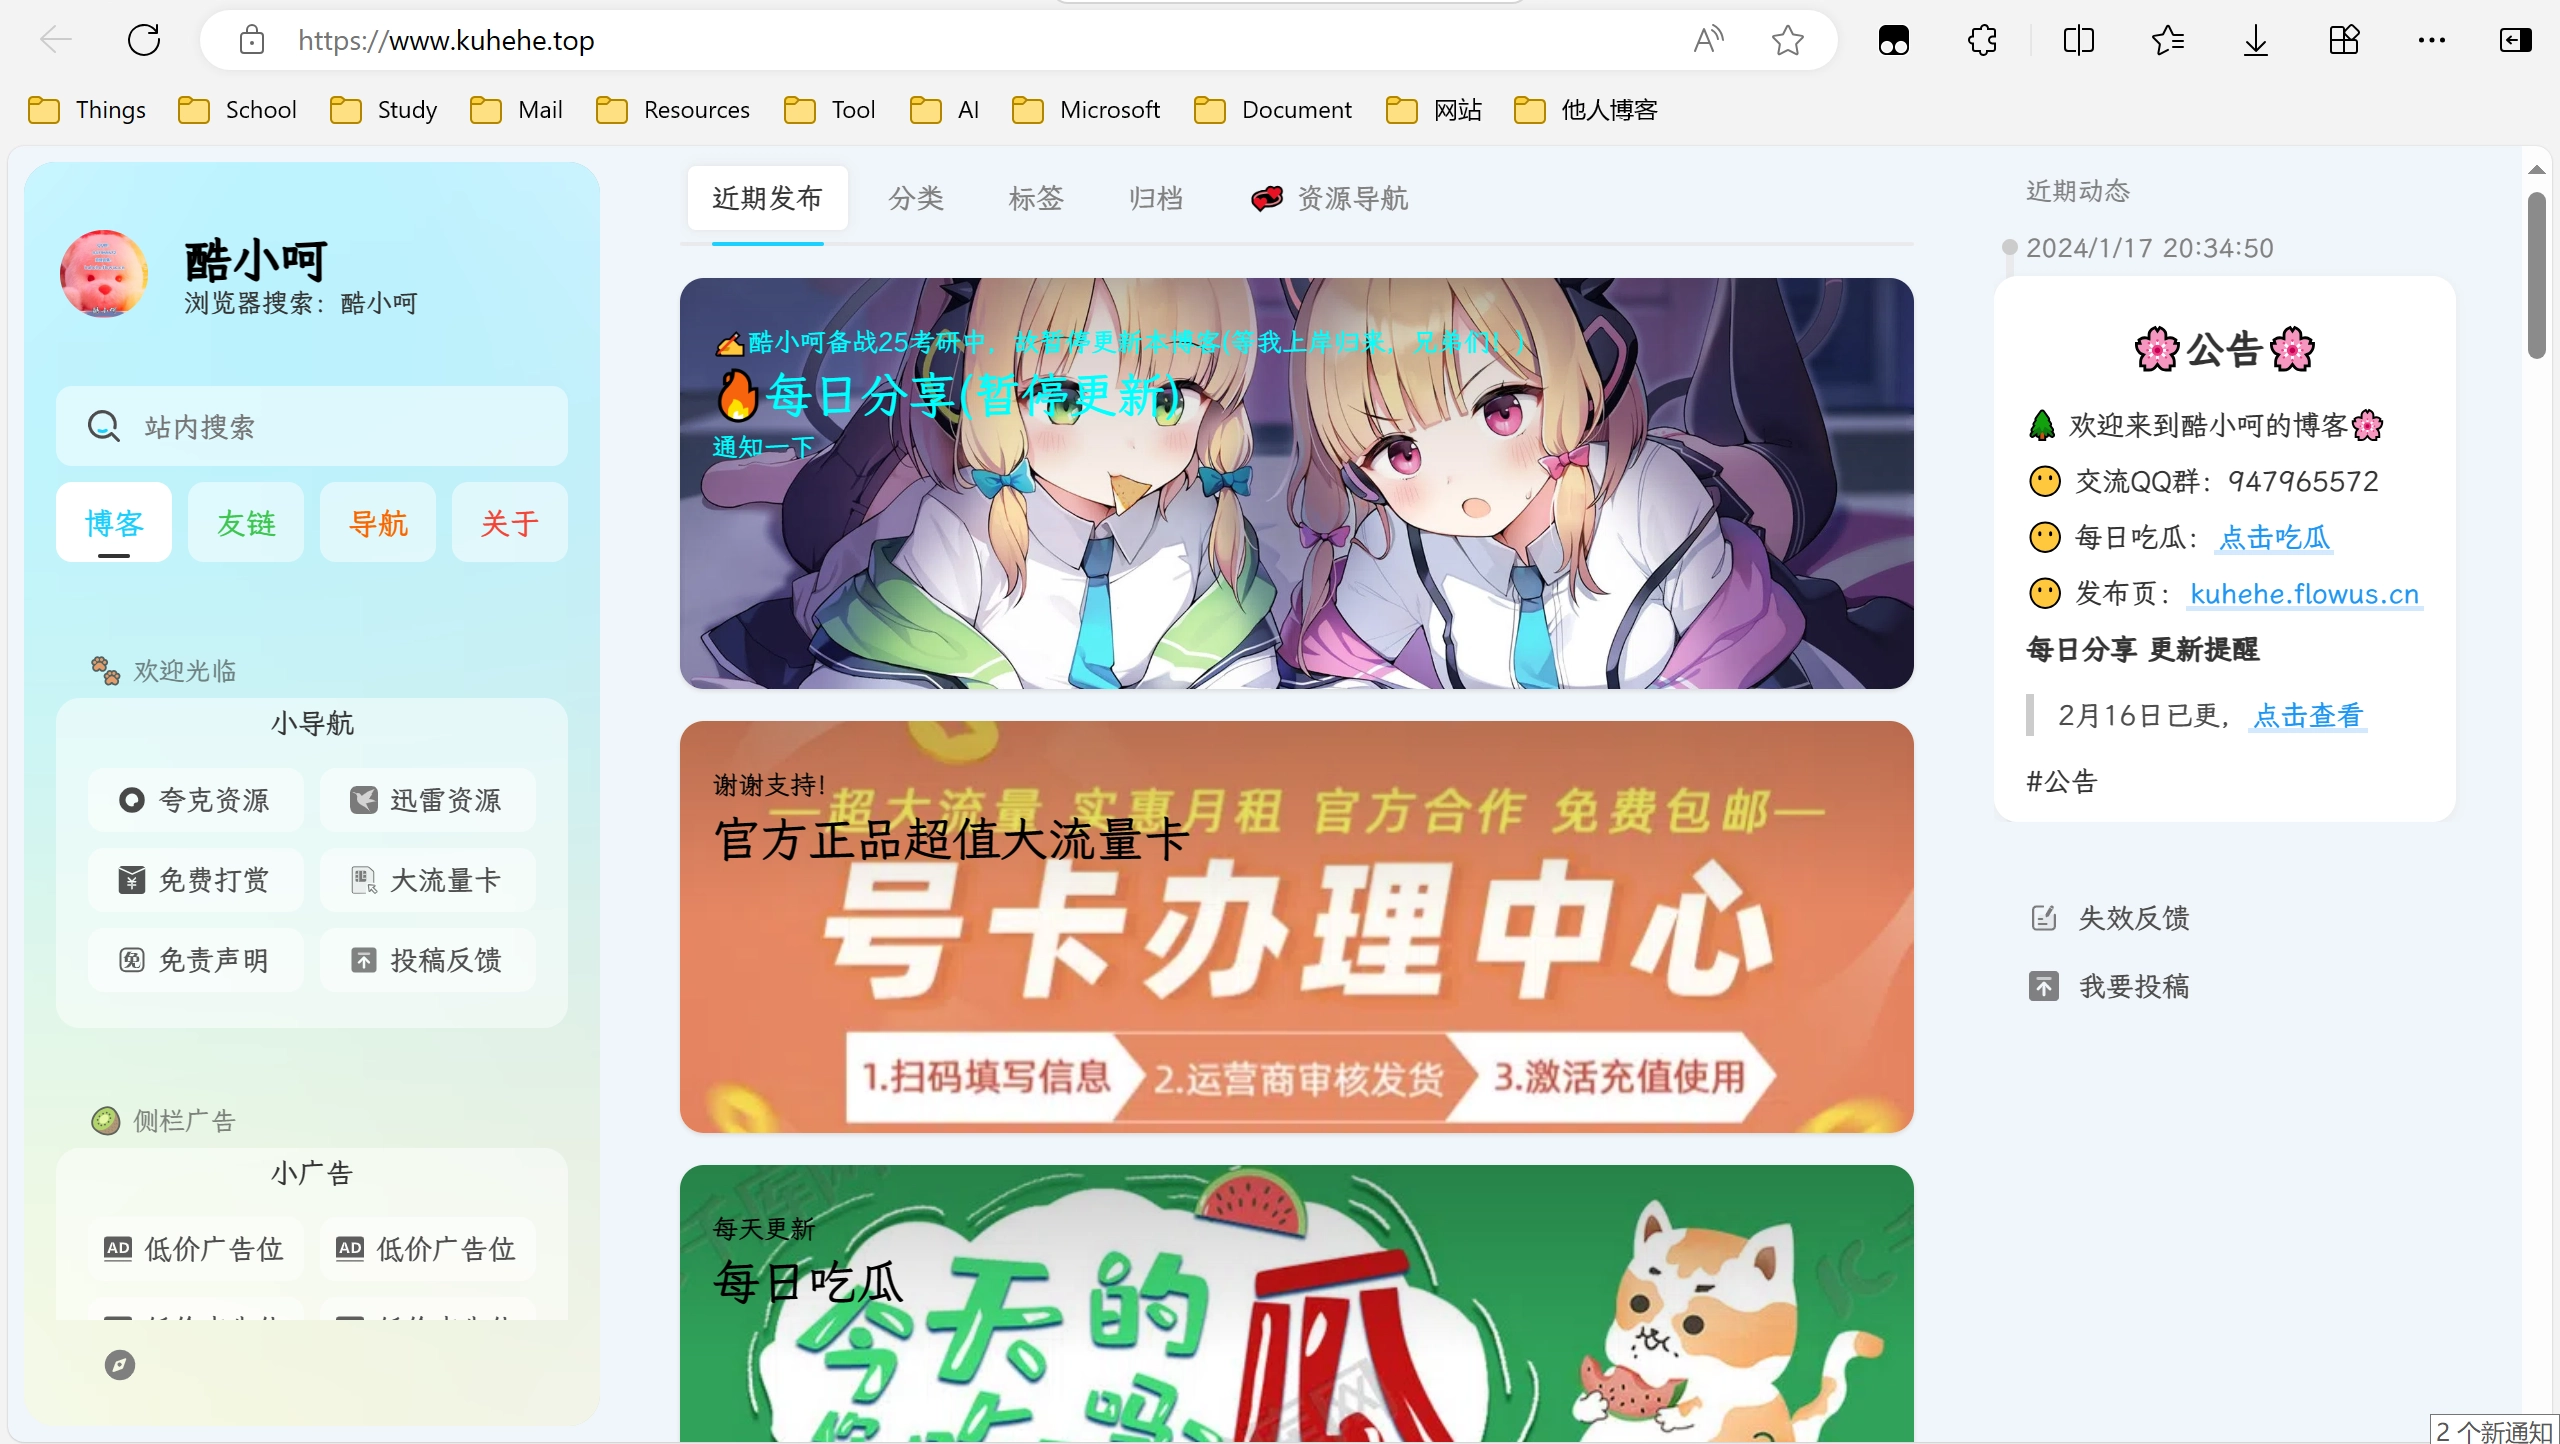 https://www.kuhehe.top
Things
School
Study
Mail
Resources
Tool
AI
Microsoft
Document
网站
他人博客
酷小呵
浏览器搜索：酷小呵
站内搜索
博客
友链
导航
关于
欢迎光临
小导航
夸克资源
迅雷资源
免费打赏
大流量卡
免责声明
投稿反馈
侧栏广告
小广告
AD 低价广告位
AD 低价广告位
近期发布
分类
标签
归档
资源导航
✍酷小呵备战25考研中，故暂停更新本博客(等我上岸归来，兄弟们！)
🔥每日分享(暂停更新)
通知一下
谢谢支持!
一超大流量 实惠月租 官方合作 免费包邮一
官方正品超值大流量卡
号卡办理中心
1.扫码填写信息
2.运营商审核发货
3.激活充值使用
每天更新
每日吃瓜
今天的瓜
近期动态
2024/1/17 20:34:50
🌸公告🌸
🌲 欢迎来到酷小呵的博客🌸
😶 交流QQ群：947965572
😶 每日吃瓜：点击吃瓜
😶 发布页：kuhehe.flowus.cn
每日分享 更新提醒
2月16日已更，点击查看
#公告
失效反馈
我要投稿
2 个新通知